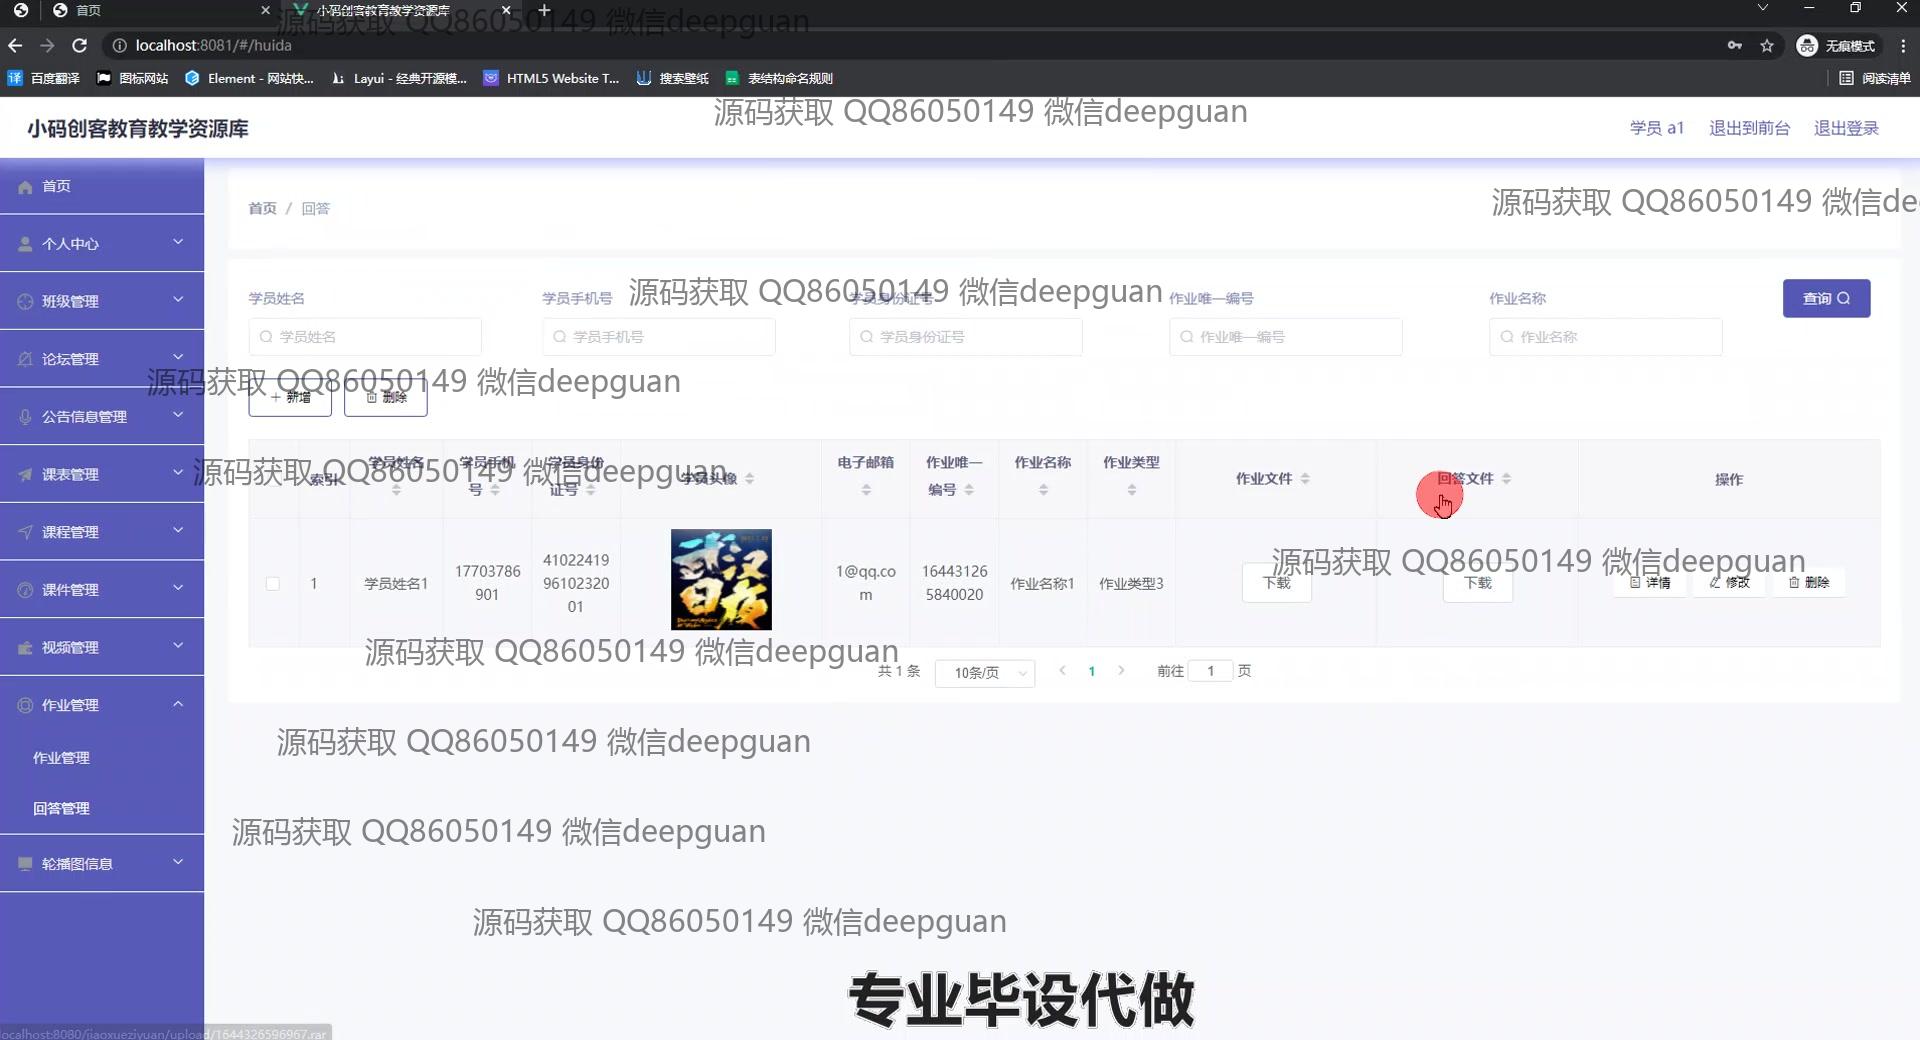 首页
小码创客教育教学资源库
源码获取 QQ86050149 微信deepguan
localhost:8081/#/huida
无痕模式
百度翻译
图标网站
Element - 网站快...
Layui - 经典开源模...
HTML5 Website T...
搜索壁纸
表结构命名规则
阅读清单
源码获取 QQ86050149 微信deepguan
小码创客教育教学资源库
学员 a1
退出到前台
退出登录
首页
个人中心
班级管理
论坛管理
公告信息管理
课表管理
课程管理
课件管理
视频管理
作业管理
作业管理
回答管理
轮播图信息
首页 / 回答
源码获取 QQ86050149 微信de
学员姓名
学员手机号
源码获取 QQ86050149 微信deepguan
学员身份证号
作业唯一编号
作业名称
查询
学员姓名
学员手机号
学员身份证号
作业唯一编号
作业名称
源码获取 QQ86050149 微信deepguan
新增
删除
源码获取 QQ86050149 微信deepguan
索引
学员姓名
学员手机
号
学员身份
证号
学员头像
电子邮箱
作业唯一
编号
作业名称
作业类型
作业文件
回答文件
操作
源码获取 QQ86050149 微信deepguan
1
学员姓名1
17703786
901
41022419
96102320
01
武汉
日夜
1@qq.co
m
16443126
5840020
作业名称1
作业类型3
下载
下载
详情
修改
删除
源码获取 QQ86050149 微信deepguan
共 1 条
10条/页
1
前往 1 页
源码获取 QQ86050149 微信deepguan
源码获取 QQ86050149 微信deepguan
源码获取 QQ86050149 微信deepguan
专业毕设代做
localhost:8080/jiaoxueziyuan/upload/1644326596967.rar